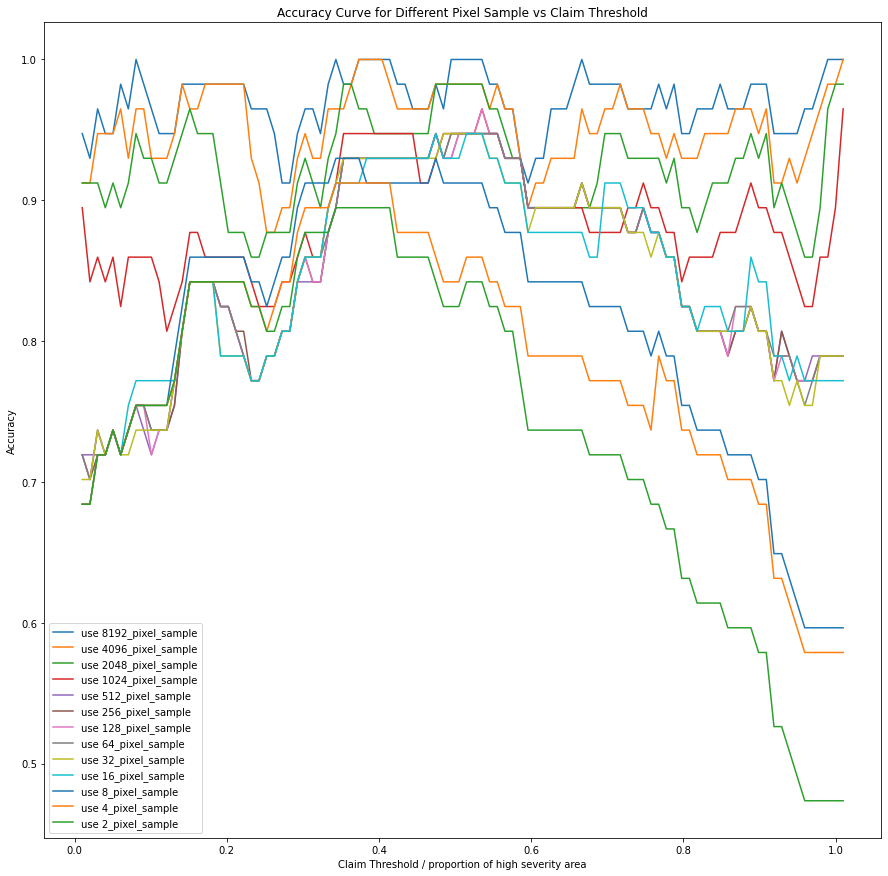 Accuracy Curve for Different Pixel Sample vs Claim Threshold
1.0
0.9
0.8
0.7
0.6
0.5
Accuracy
use 8192_pixel_sample
use 4096_pixel_sample
use 2048_pixel_sample
use 1024_pixel_sample
use 512_pixel_sample
use 256_pixel_sample
use 128_pixel_sample
use 64_pixel_sample
use 32_pixel_sample
use 16_pixel_sample
use 8_pixel_sample
use 4_pixel_sample
use 2_pixel_sample
0.0 0.2 0.4 0.6 0.8 1.0
Claim Threshold / proportion of high severity area